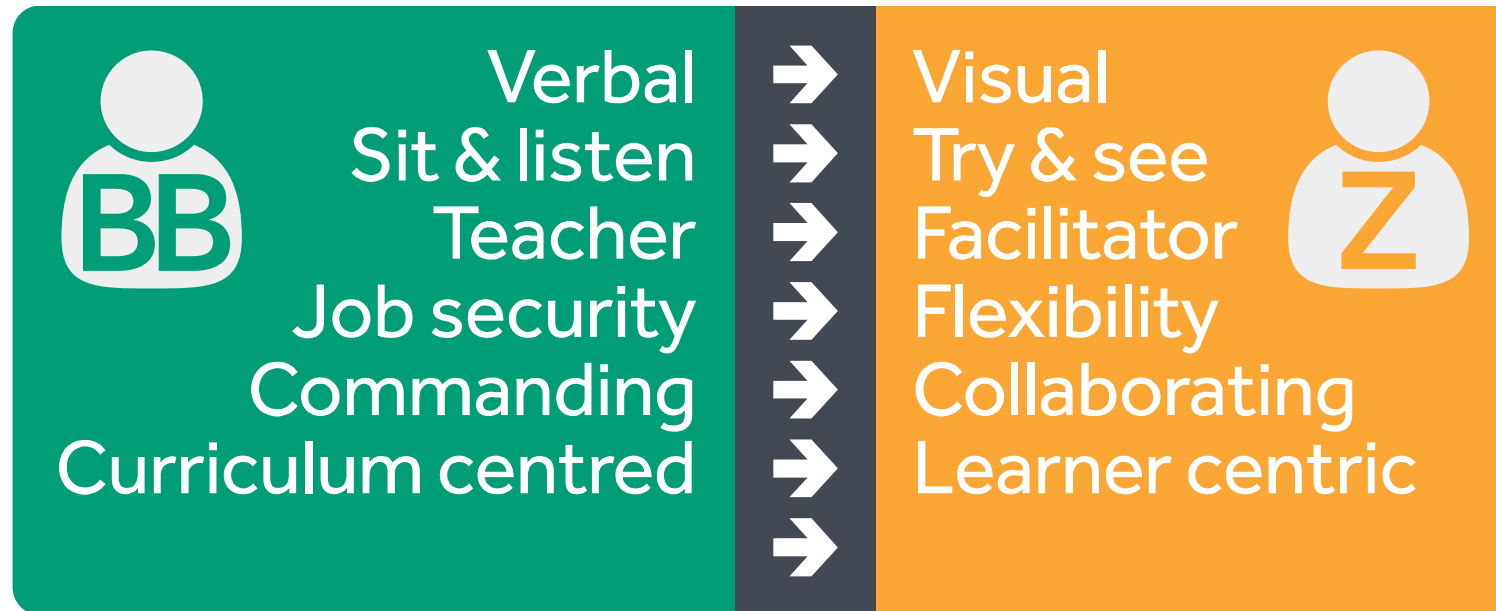 BB
Verbal → Visual
Sit & listen → Try & see
Teacher → Facilitator
Job security → Flexibility
Commanding → Collaborating
Curriculum centred → Learner centric
→
Z